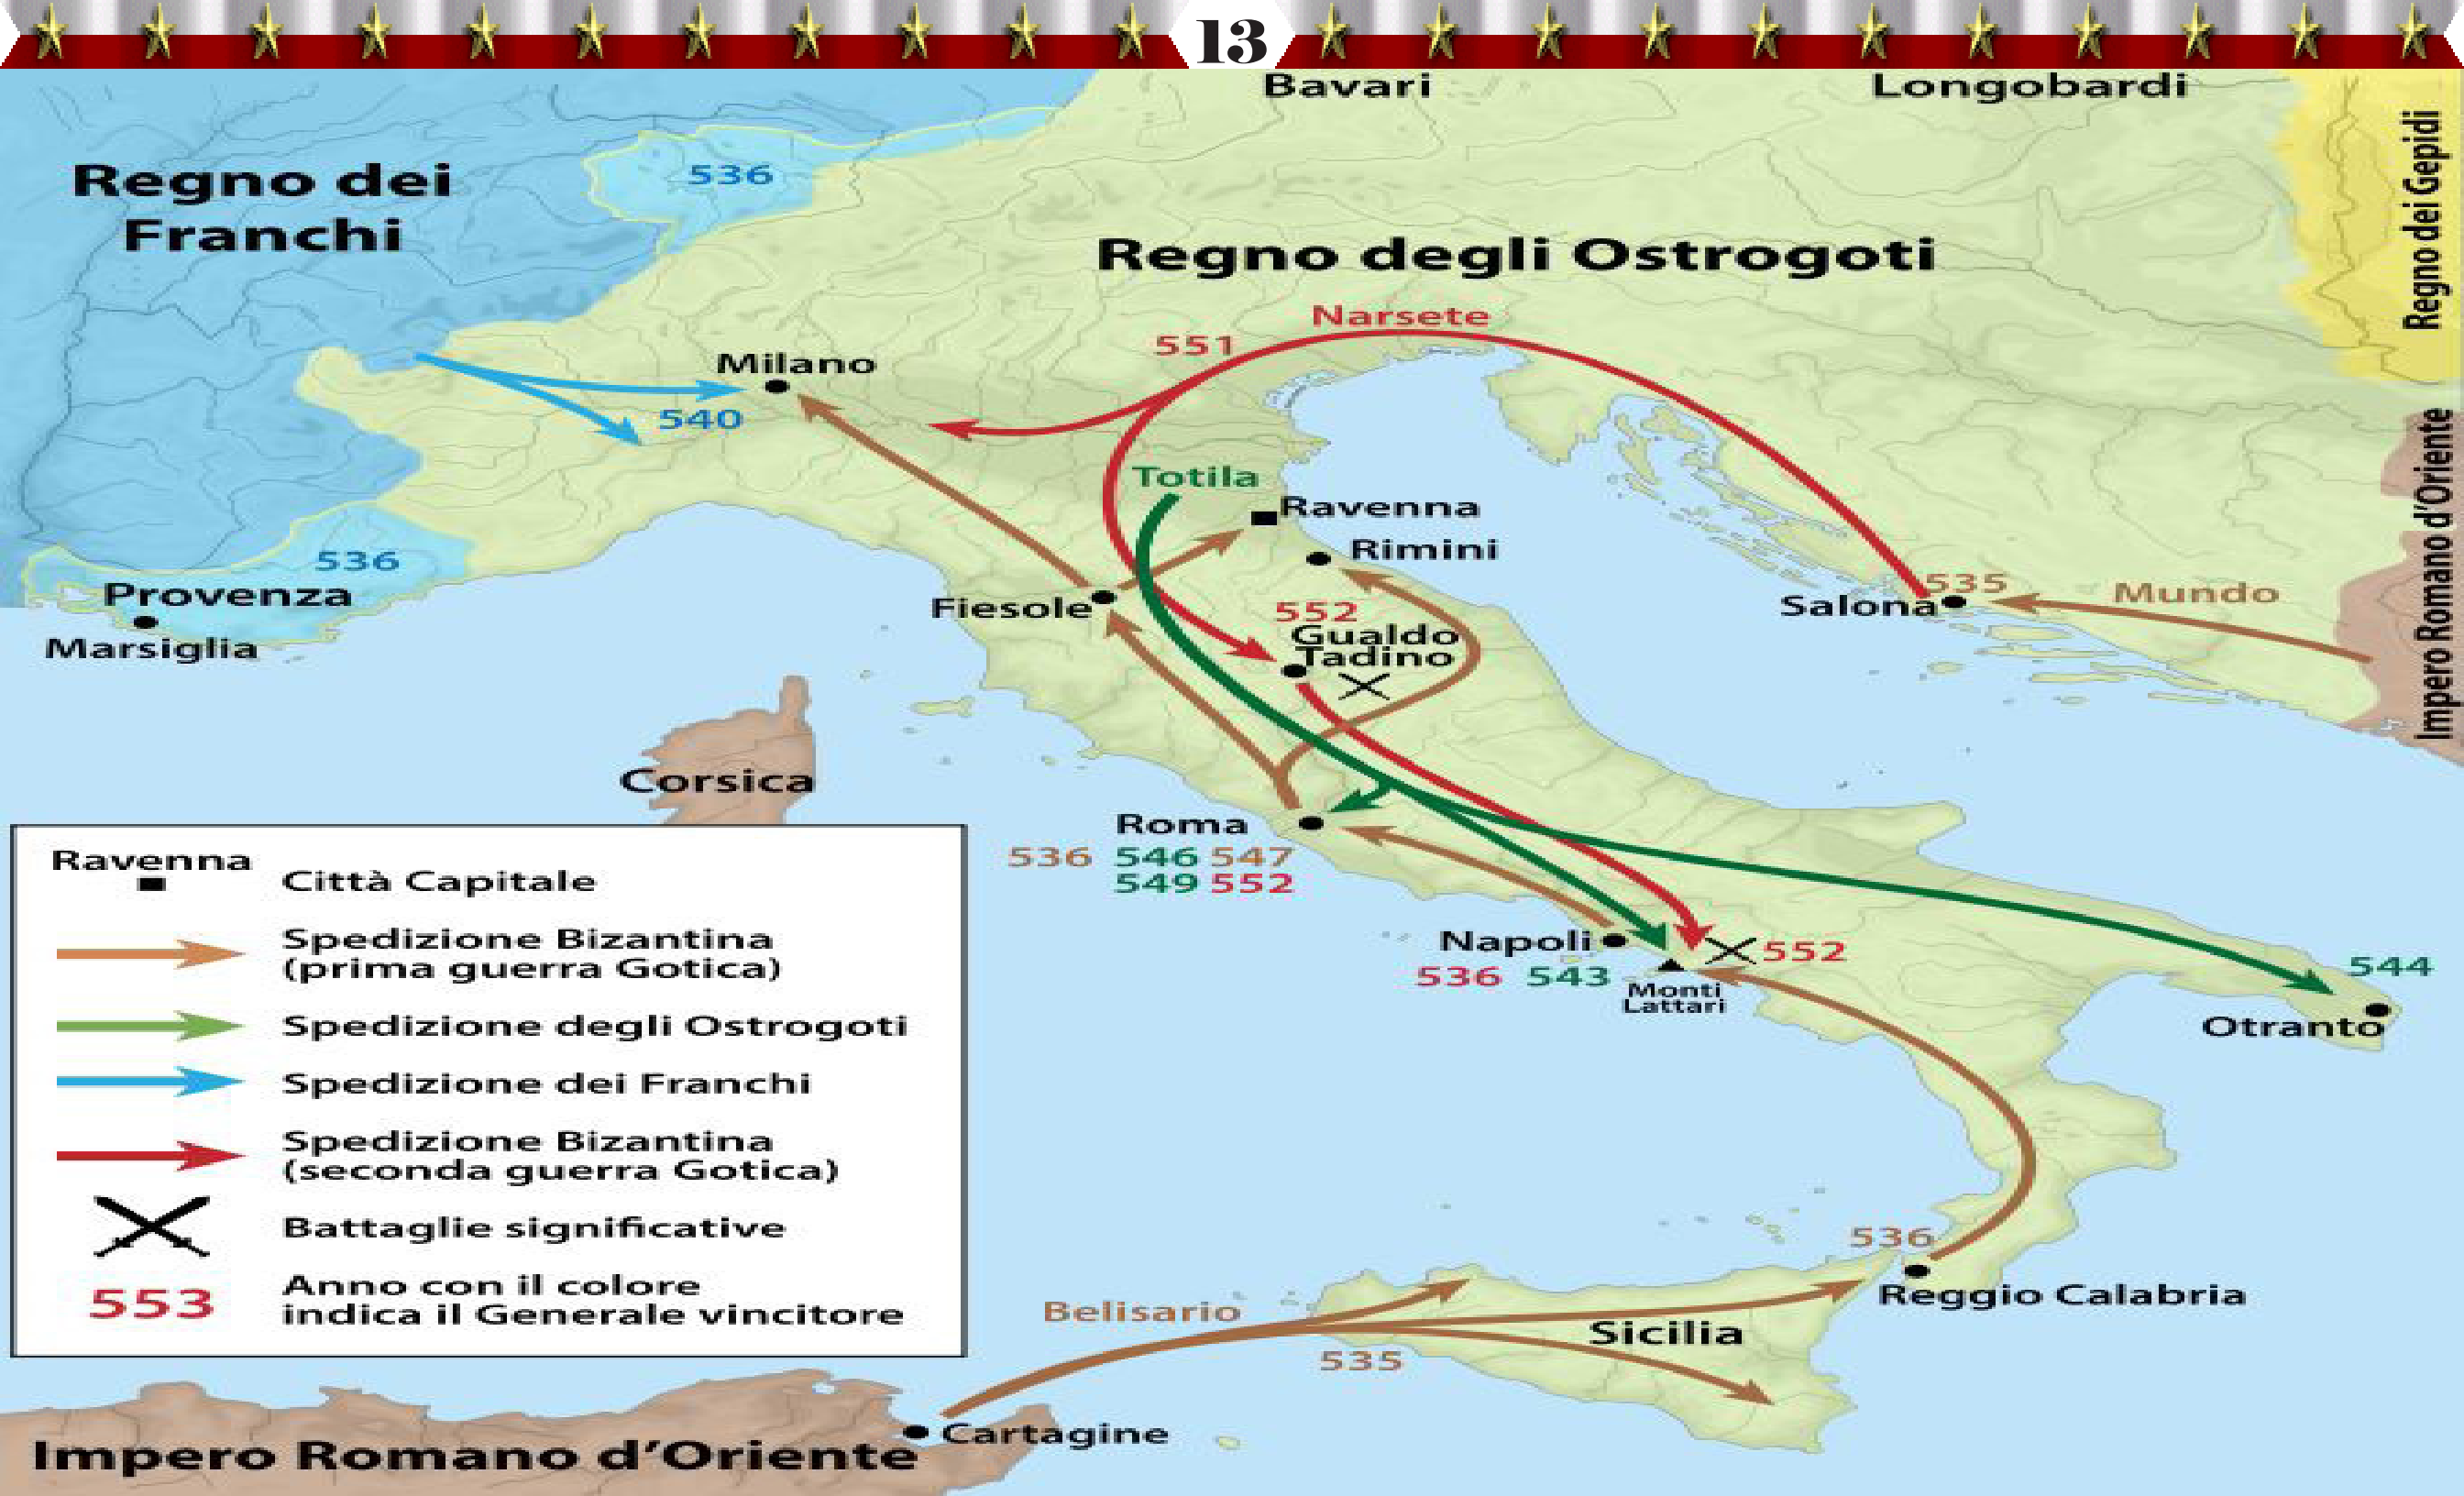 13
Bavari
Longobardi
Regno dei Gepidi
Regno dei
Franchi
536
Regno degli Ostrogoti
Narsete
551
Milano
540
Totila
Ravenna
Rimini
Impero Romano d'Oriente
536
Provenza
Marsiglia
Fiesole
552
Gualdo
Tadino
535
Salona
Mundo
Corsica
Roma
536 546 547
549 552
Napoli
536 543
552
Monti
Lattari
544
Otranto
Ravenna
Città Capitale
Spedizione Bizantina
(prima guerra Gotica)
Spedizione degli Ostrogoti
Spedizione dei Franchi
Spedizione Bizantina
(seconda guerra Gotica)
Battaglie significative
553
Anno con il colore
indica il Generale vincitore
536
Reggio Calabria
Belisario
Sicilia
535
Cartagine
Impero Romano d'Oriente